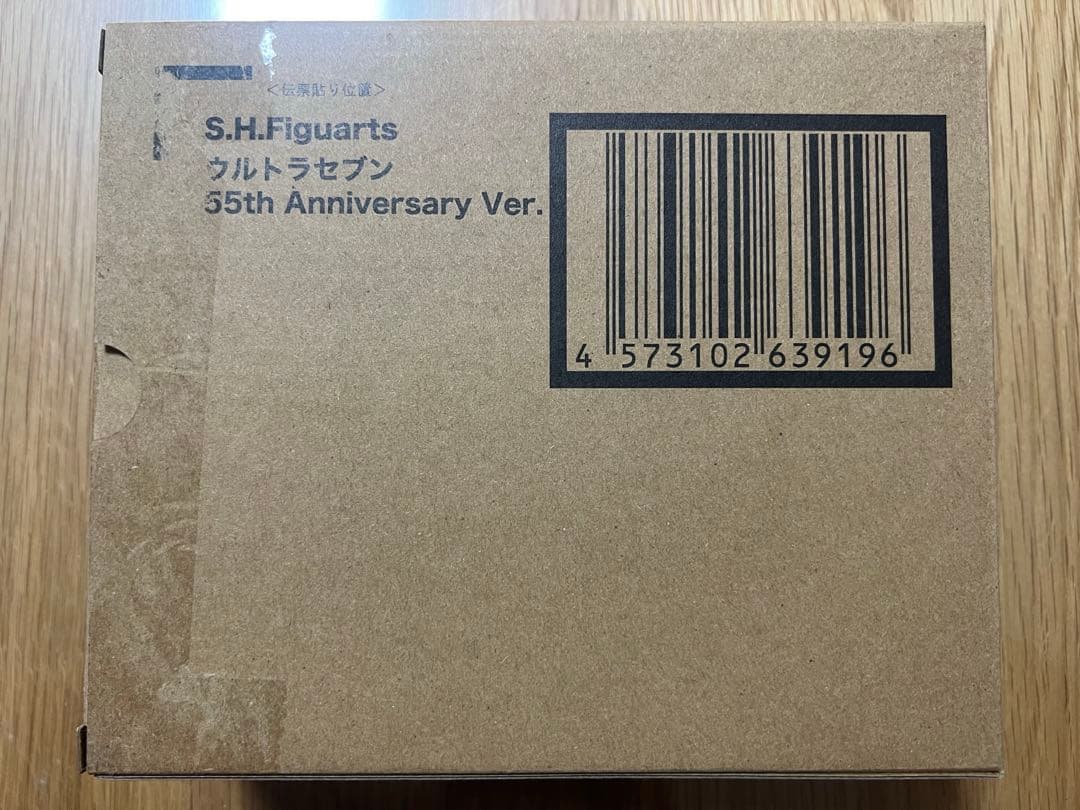 ＜伝票貼り位置＞
S.H.Figuarts
ウルトラセブン
55th Anniversary Ver.
4 573102 639196